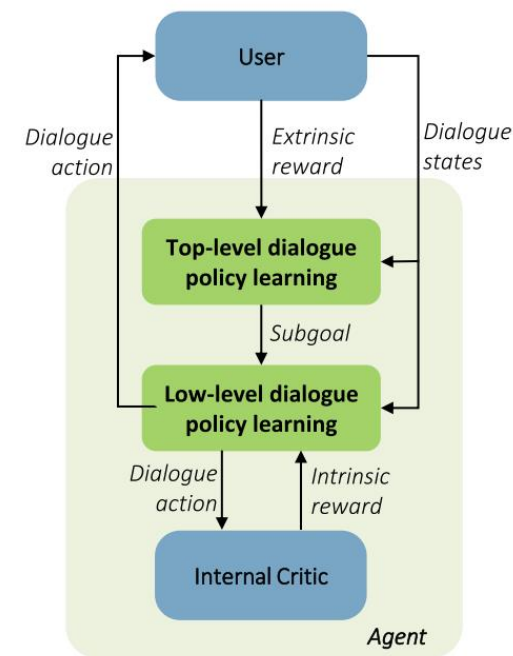 User
Dialogue
action
Extrinsic
reward
Dialogue
states
Top-level dialogue
policy learning
Subgoal
Low-level dialogue
policy learning
Dialogue
action
Intrinsic
reward
Internal Critic
Agent